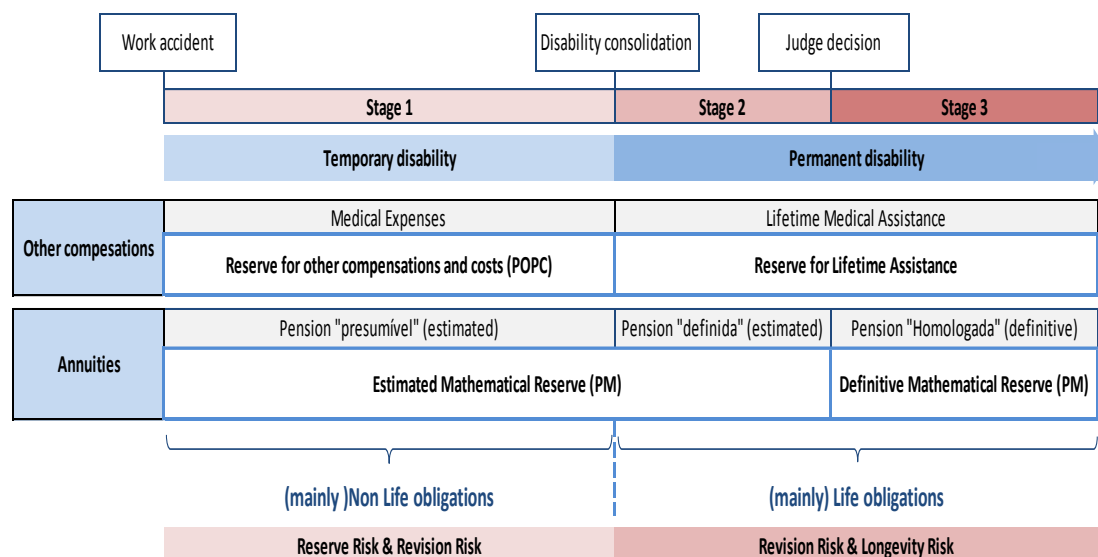 Work accident
Disability consolidation
Judge decision
Stage 1
Stage 2
Stage 3
Temporary disability
Permanent disability
Other compesations
Medical Expenses
Lifetime Medical Assistance
Reserve for other compensations and costs (POPC)
Reserve for Lifetime Assistance
Annuities
Pension "presumível" (estimated)
Pension "definida" (estimated)
Pension "Homologada" (definitive)
Estimated Mathematical Reserve (PM)
Definitive Mathematical Reserve (PM)
(mainly )Non Life obligations
(mainly) Life obligations
Reserve Risk & Revision Risk
Revision Risk & Longevity Risk